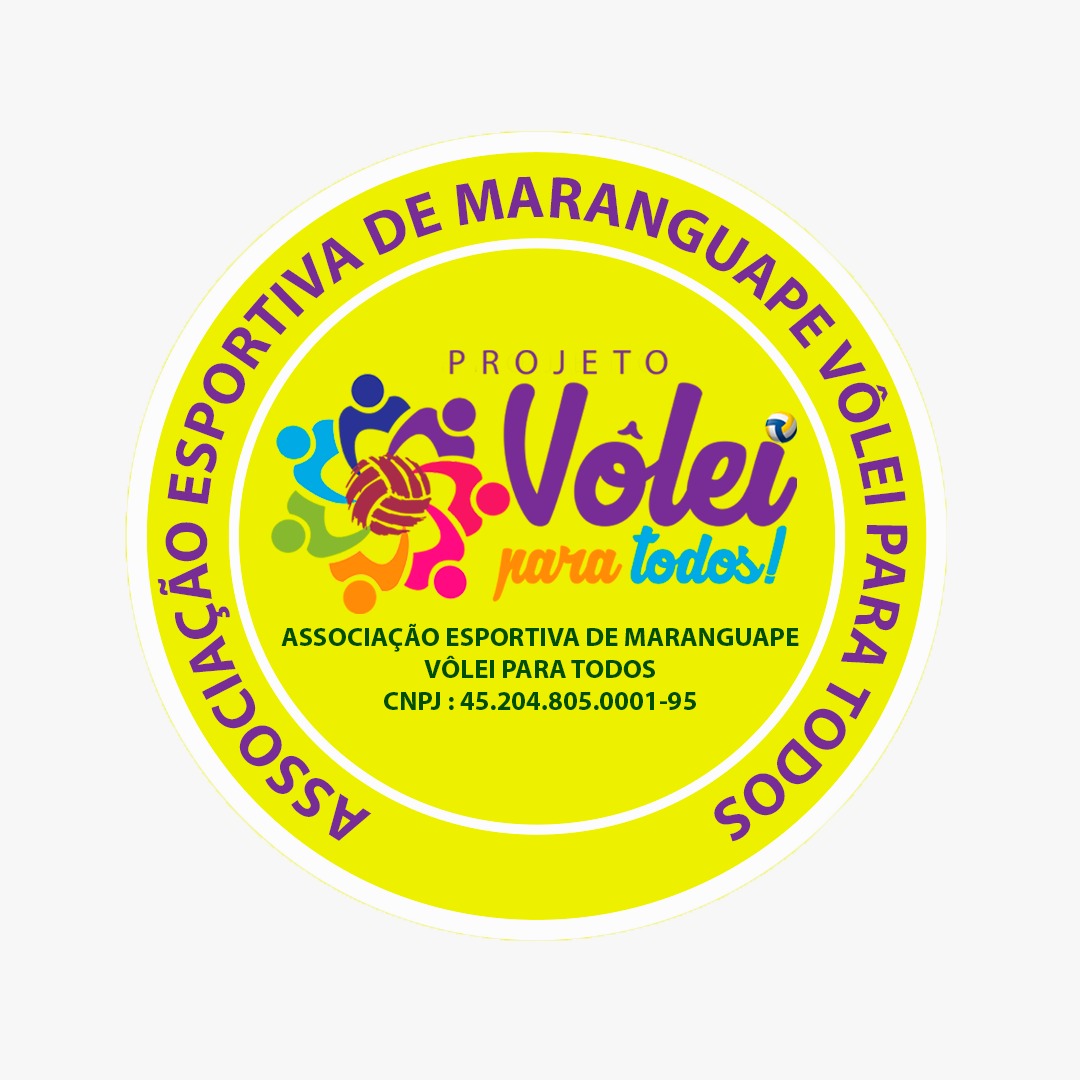 ASSOCIAÇÃO ESPORTIVA DE MARANGUAPE VÔLEI PARA TODOS
PROJETO
Vôlei
para todos!
ASSOCIAÇÃO ESPORTIVA DE MARANGUAPE
VÔLEI PARA TODOS
CNPJ : 45.204.805.0001-95